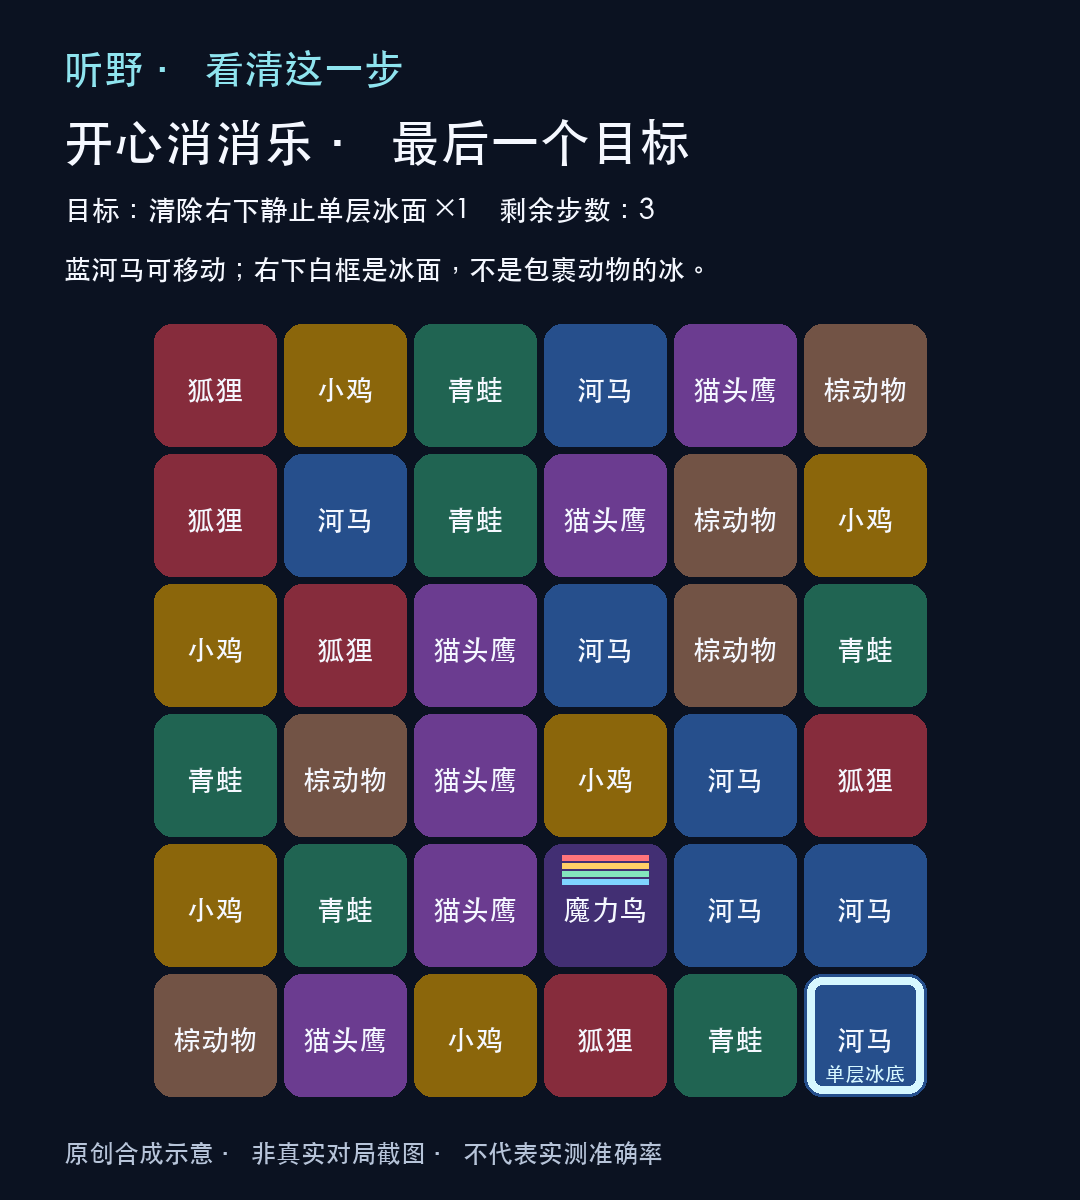 听野· 看清这一步
开心消消乐· 最后一个目标
目标：清除右下静止单层冰面×1 剩余步数：3
蓝河马可移动；右下白框是冰面，不是包裹动物的冰。
狐狸 小鸡 青蛙 河马 猫头鹰 棕动物
狐狸 河马 青蛙 猫头鹰 棕动物 小鸡
小鸡 狐狸 猫头鹰 河马 棕动物 青蛙
青蛙 棕动物 猫头鹰 小鸡 河马 狐狸
小鸡 青蛙 猫头鹰 魔力鸟 河马 河马
棕动物 猫头鹰 小鸡 狐狸 青蛙 河马
单层冰底
原创合成示意· 非真实对局截图· 不代表实测准确率